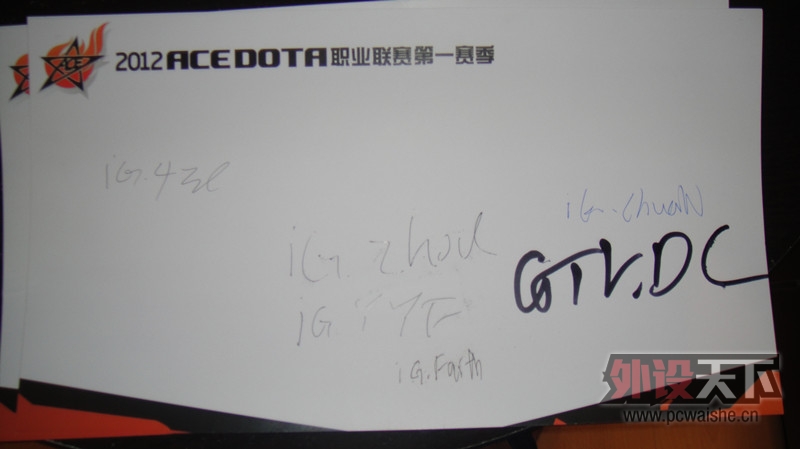 ACE
2012 ACE DOTA 职业联赛第一赛季
iG.430
iG.ChuaN
iG.Zhou
GTV.DC
iG.YYF
iG.Faith
外设天下
www.pcwaishe.cn